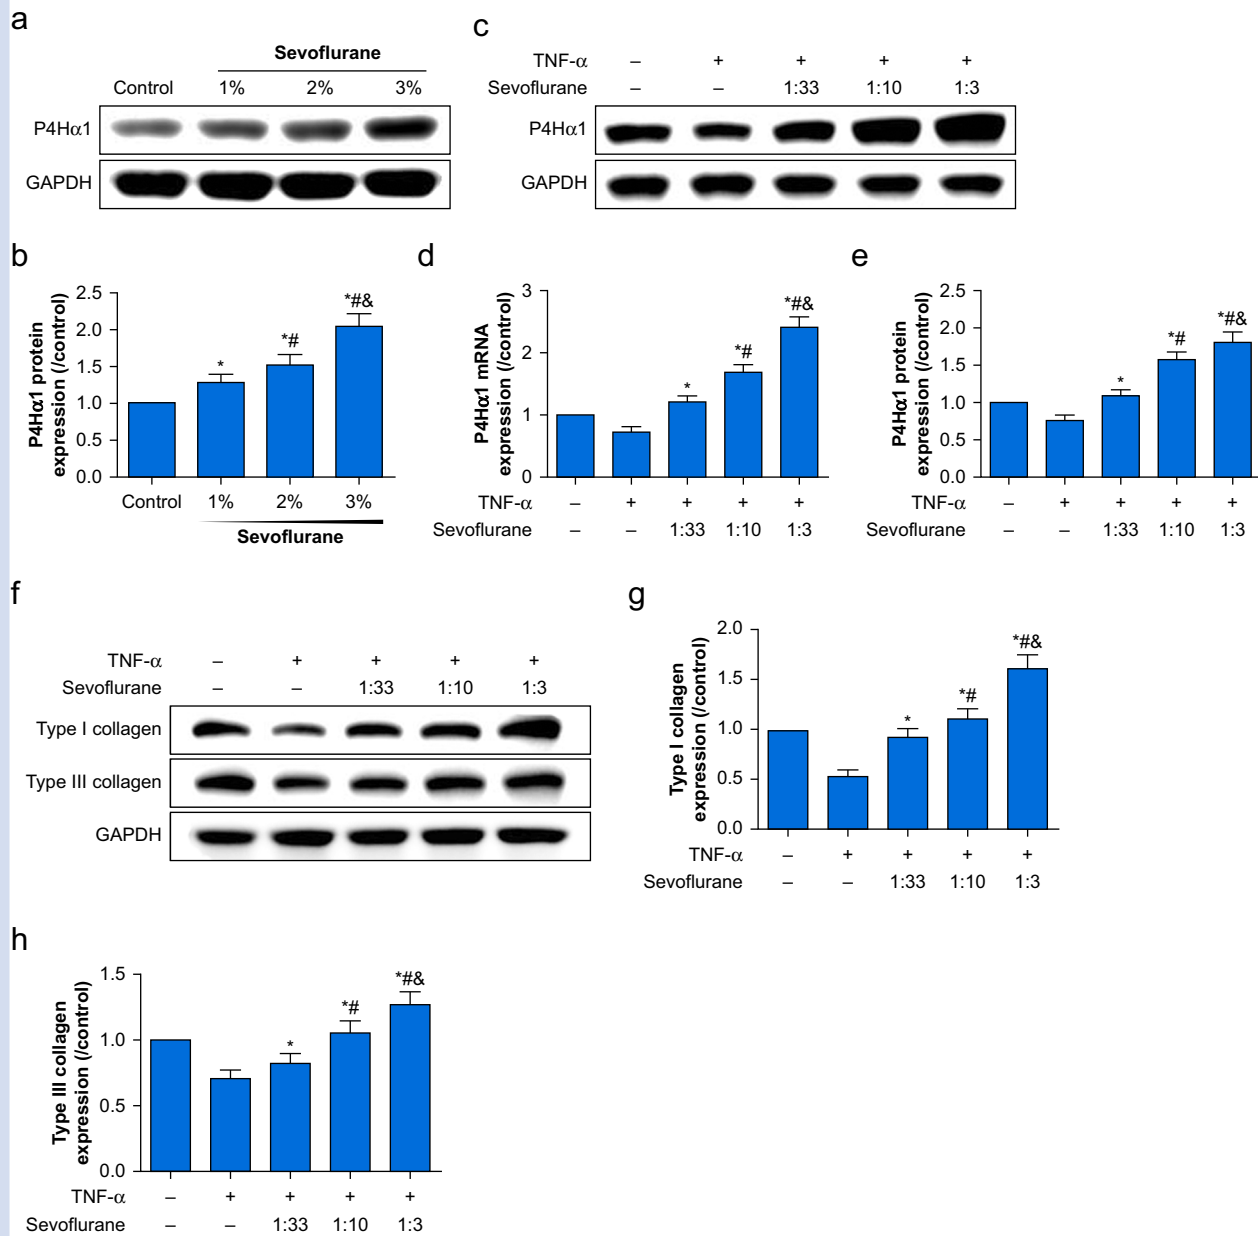 a
Sevoflurane
Control 1% 2% 3%
P4Hα1
GAPDH
c
TNF-α – + + + +
Sevoflurane – – 1:33 1:10 1:3
P4Hα1
GAPDH
b
P4Hα1 protein
expression (/control)
2.5
2.0
1.5
1.0
0.5
0.0
* *# *#&
Control 1% 2% 3%
Sevoflurane
d
P4Hα1 mRNA
expression (/control)
3
2
1
0
* *# *#&
TNF-α – + + + +
Sevoflurane – – 1:33 1:10 1:3
e
P4Hα1 protein
expression (/control)
2.5
2.0
1.5
1.0
0.5
0.0
* *# *#&
TNF-α – + + + +
Sevoflurane – – 1:33 1:10 1:3
f
TNF-α – + + + +
Sevoflurane – – 1:33 1:10 1:3
Type I collagen
Type III collagen
GAPDH
g
Type I collagen
expression (/control)
2.0
1.5
1.0
0.5
0.0
* *# *#&
TNF-α – + + + +
Sevoflurane – – 1:33 1:10 1:3
h
Type III collagen
expression (/control)
1.5
1.0
0.5
0.0
* *# *#&
TNF-α – + + + +
Sevoflurane – – 1:33 1:10 1:3